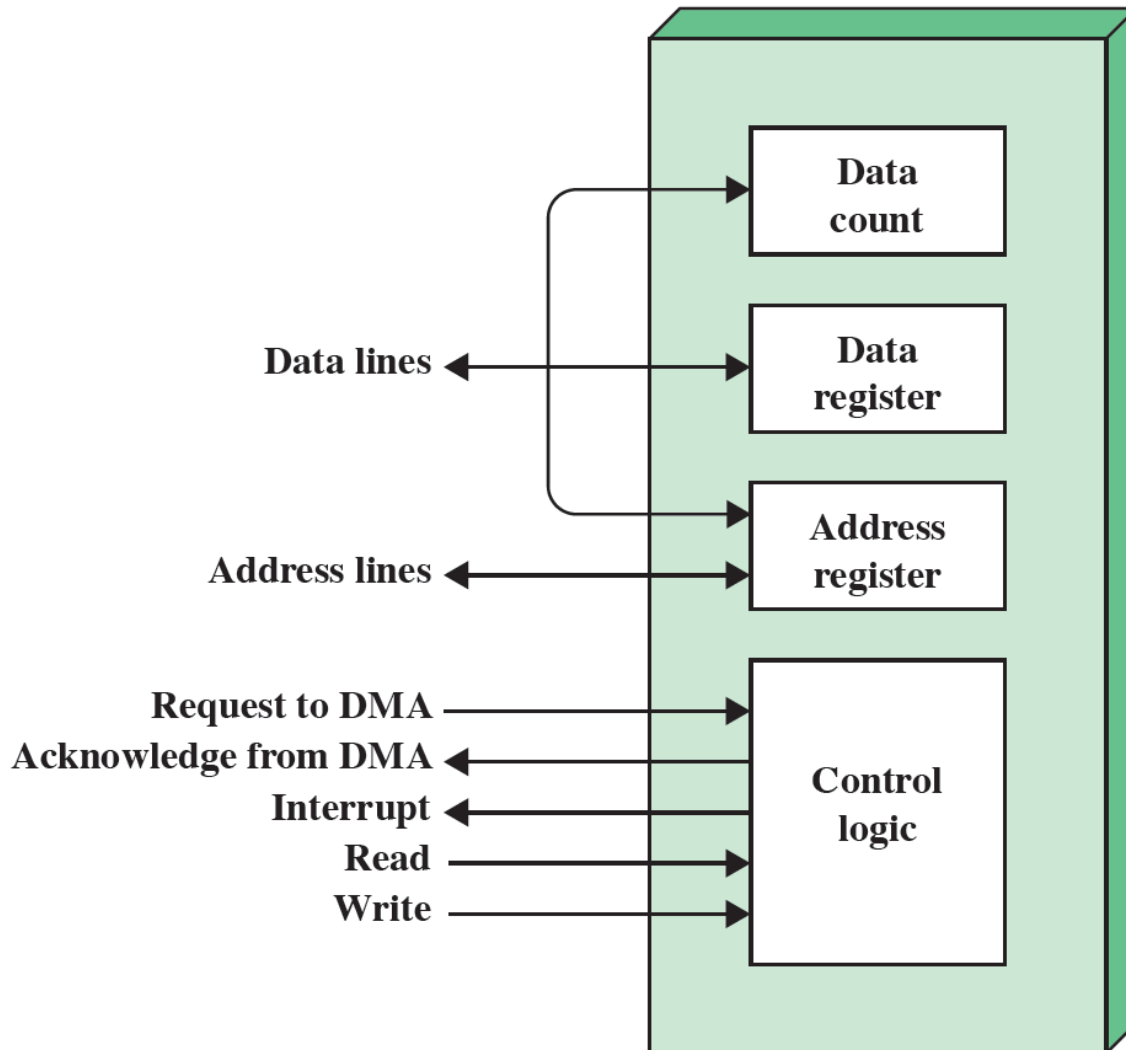 Data
count
Data lines
Data
register
Address
register
Address lines
Request to DMA
Acknowledge from DMA
Interrupt
Read
Write
Control
logic